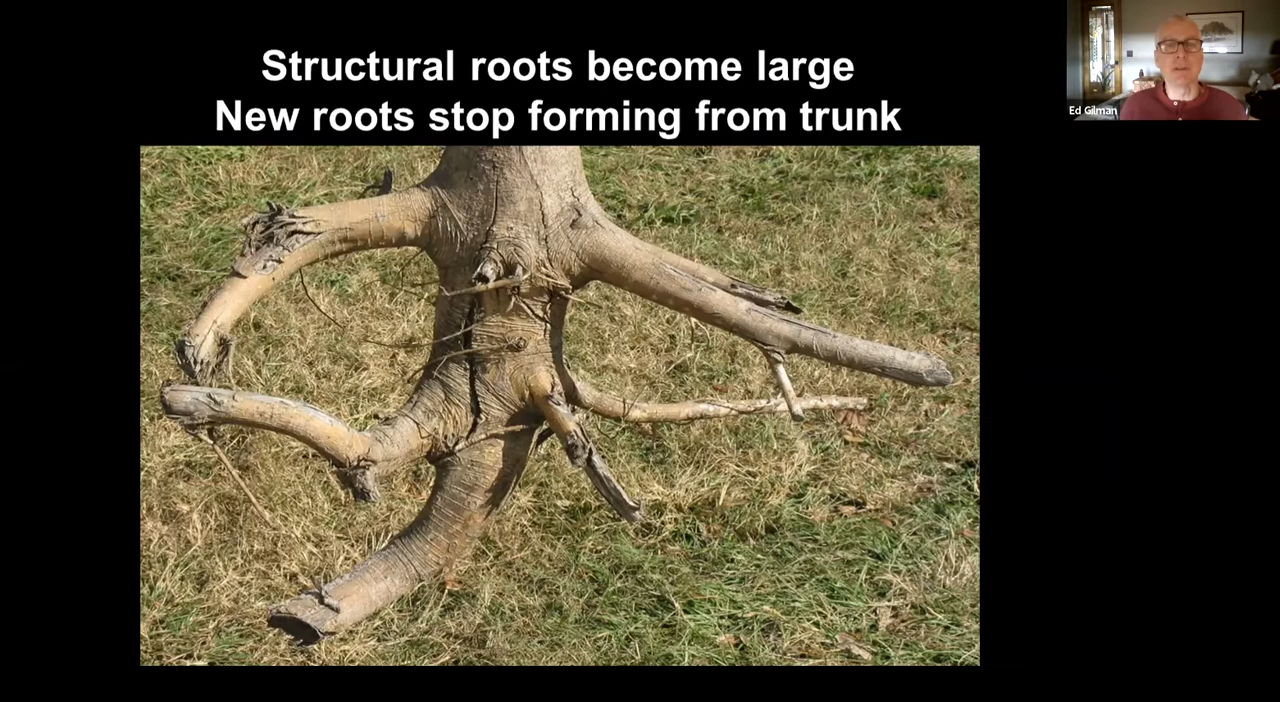 Structural roots become large
New roots stop forming from trunk
Ed Gilman